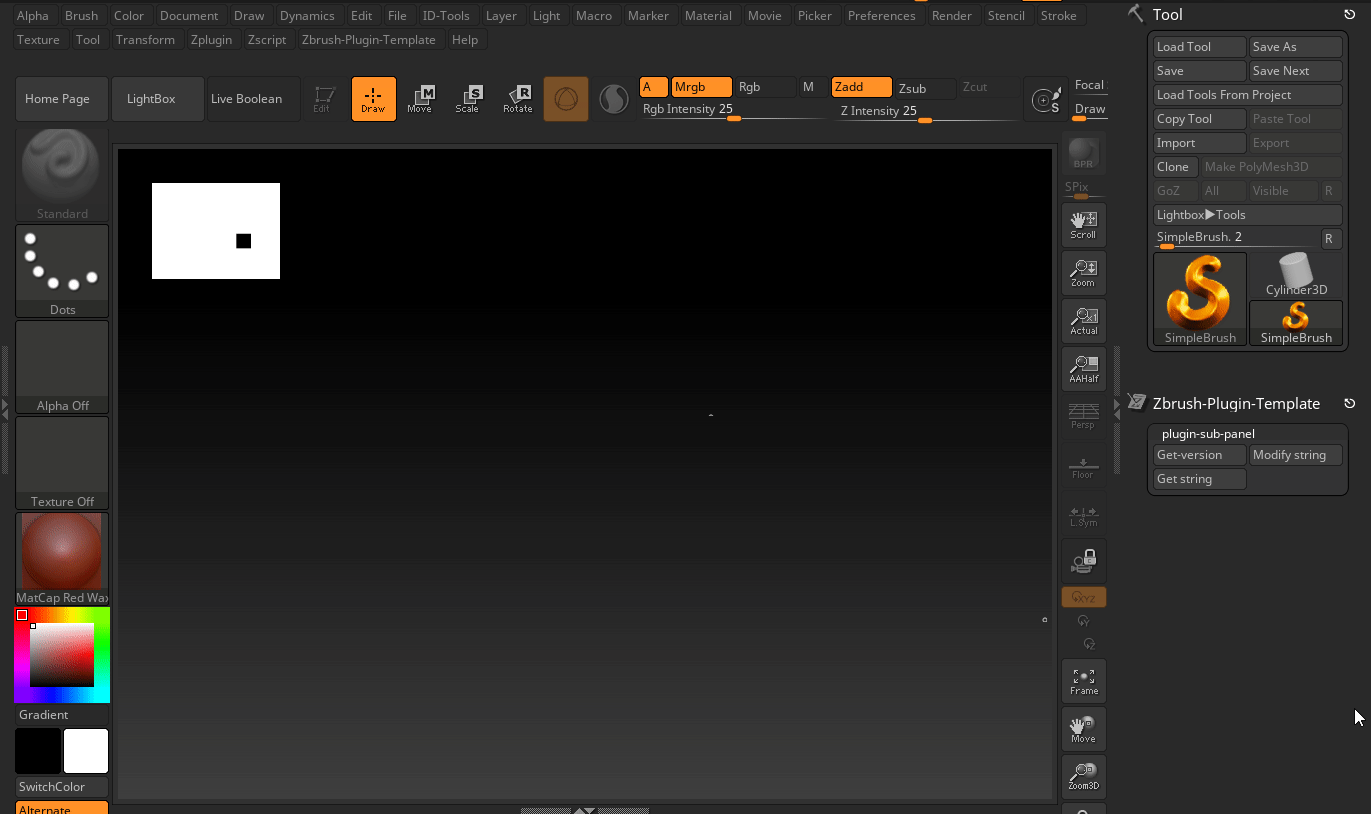 Alpha Brush Color Document Draw Dynamics Edit File ID-Tools Layer Light Macro Marker Material Movie Picker Preferences Render Stencil Stroke
Texture Tool Transform Zplugin Zscript Zbrush-Plugin-Template Help
Home Page LightBox Live Boolean Edit Draw Move Scale Rotate
M S R
A Mrgb Rgb M Zadd Zsub Zcut
Rgb Intensity 25 Z Intensity 25
S
Focal
Draw
Standard
Dots
Alpha Off
Texture Off
MatCap Red Wax
Gradient
SwitchColor
Alternate
BPR
SPix
Scroll
Zoom
x1
Actual
AAHalf
Persp
Floor
L.Sym
XYZ
Y
Z
Frame
Move
Zoom3D
Tool
Load Tool Save As
Save Save Next
Load Tools From Project
Copy Tool Paste Tool
Import Export
Clone Make PolyMesh3D
GoZ All Visible R
Lightbox▶Tools
SimpleBrush. 2 R
Cylinder3D
SimpleBrush SimpleBrush
Zbrush-Plugin-Template
plugin-sub-panel
Get-version Modify string
Get string